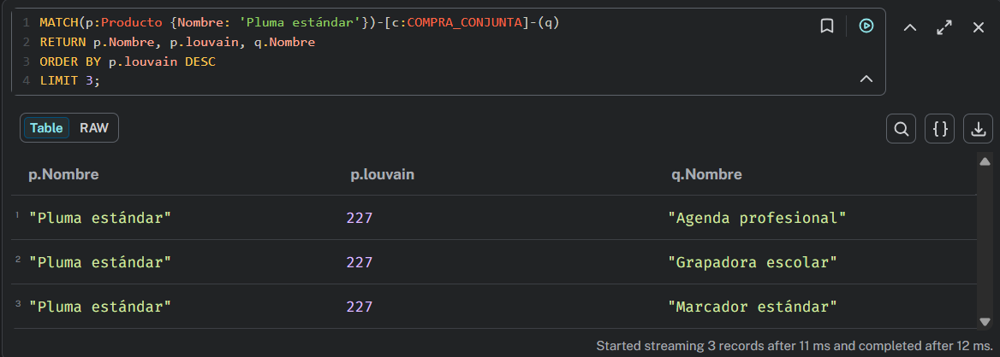 1 MATCH(p:Producto {Nombre: 'Pluma estándar'})-[c:COMPRA_CONJUNTA]-(q)
2 RETURN p.Nombre, p.louvain, q.Nombre
3 ORDER BY p.louvain DESC
4 LIMIT 3;
Table RAW
p.Nombre p.louvain q.Nombre
1 "Pluma estándar" 227 "Agenda profesional"
2 "Pluma estándar" 227 "Grapadora escolar"
3 "Pluma estándar" 227 "Marcador estándar"
Started streaming 3 records after 11 ms and completed after 12 ms.